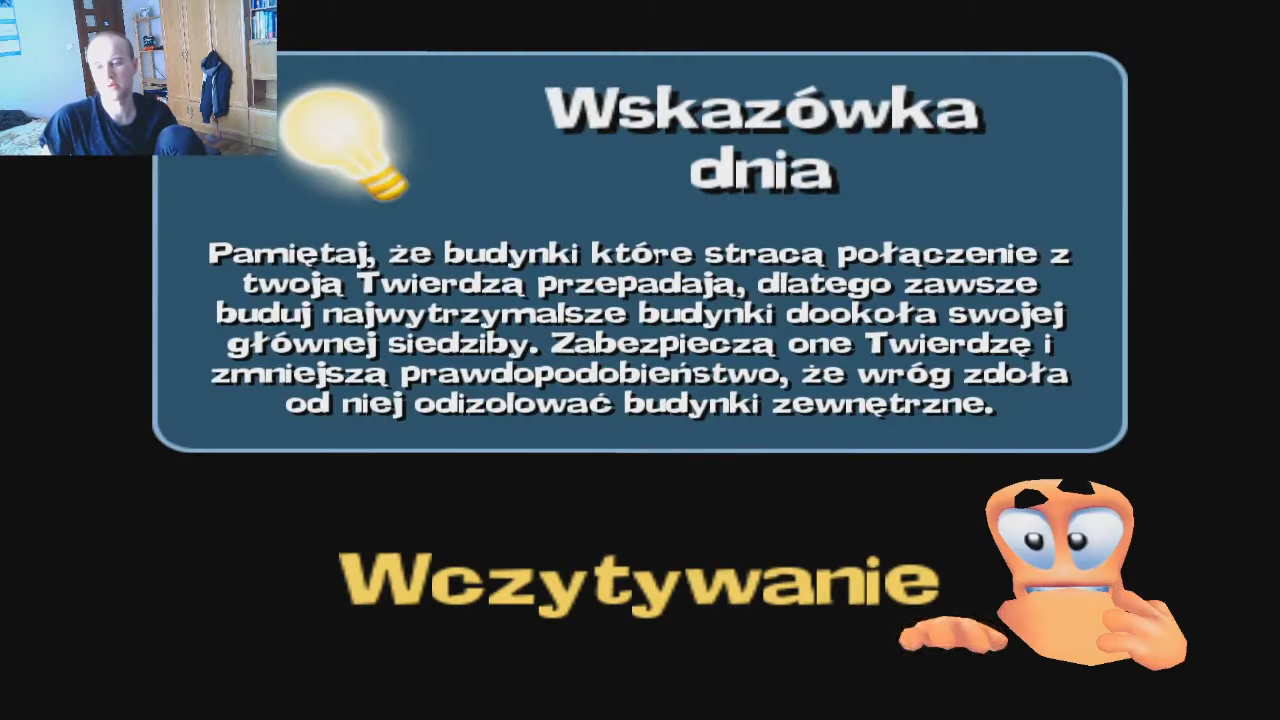 Wskazówka
dnia
Pamiętaj, że budynki które stracą połączenie z
twoją Twierdzą przepadają, dlatego zawsze
buduj najwytrzymalsze budynki dookoła swojej
głównej siedziby. Zabezpieczą one Twierdzę i
zmniejszą prawdopodobieństwo, że wróg zdoła
od niej odizolować budynki zewnętrzne.
Wczytywanie